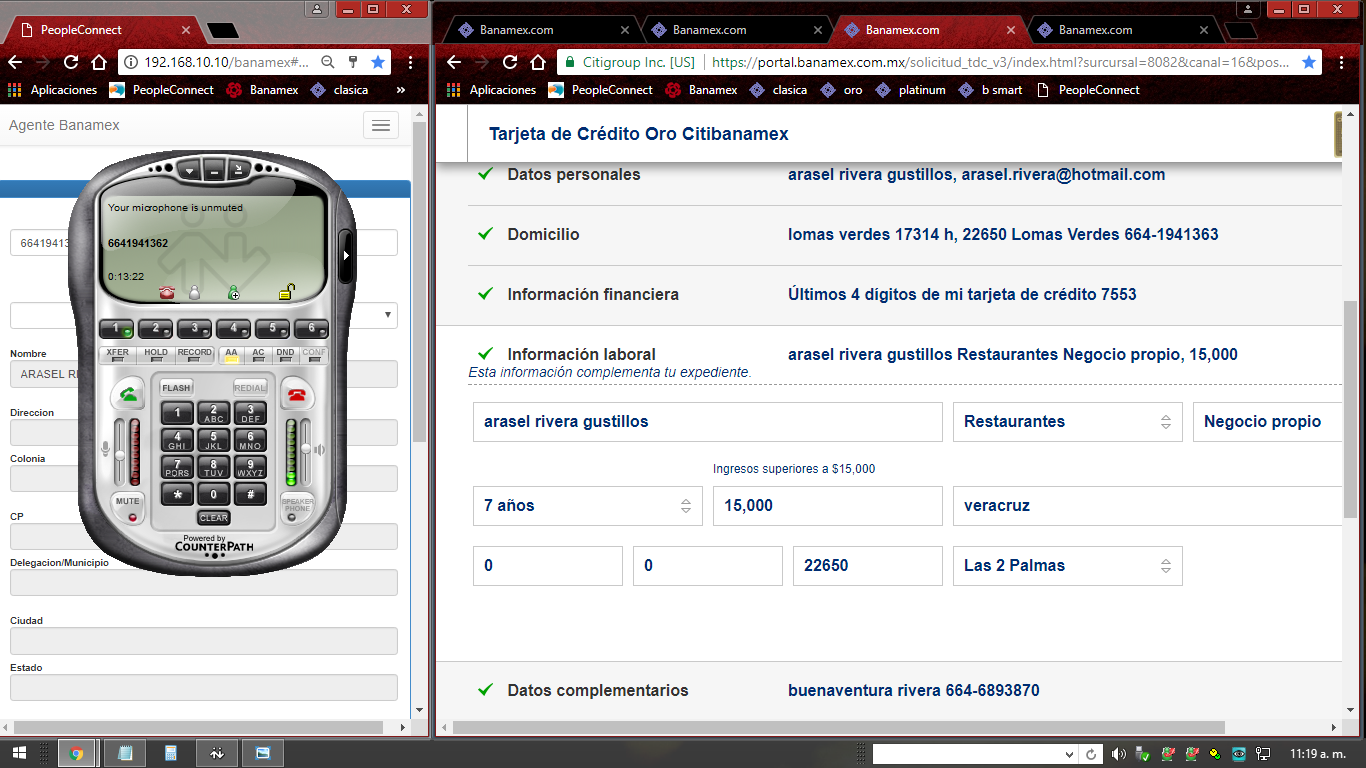 PeopleConnect
192.168.10.10/banamex#...
Aplicaciones PeopleConnect Banamex clasica »
Agente Banamex
6641941
Nombre
ARASEL RI
Direccion
Colonia
CP
Delegacion/Municipio
Ciudad
Estado
Your microphone is unmuted
6641941362
0:13:22
1 2 3 4 5 6
XFER HOLD RECORD AA AC DND CONF
FLASH REDIAL
1 2 ABC 3 DEF
4 GHI 5 JKL 6 MNO
7 PQRS 8 TUV 9 WXYZ
* 0 #
MUTE CLEAR SPEAKER PHONE
Powered by
COUNTERPATH
Banamex.com Banamex.com Banamex.com Banamex.com
Citigroup Inc. [US] https://portal.banamex.com.mx/solicitud_tdc_v3/index.html?surcursal=8082&canal=16&pos...
Aplicaciones PeopleConnect Banamex clasica oro platinum b smart PeopleConnect
Tarjeta de Crédito Oro Citibanamex
Datos personales arasel rivera gustillos, arasel.rivera@hotmail.com
Domicilio lomas verdes 17314 h, 22650 Lomas Verdes 664-1941363
Información financiera Últimos 4 dígitos de mi tarjeta de crédito 7553
Información laboral arasel rivera gustillos Restaurantes Negocio propio, 15,000
Esta información complementa tu expediente.
arasel rivera gustillos Restaurantes Negocio propio
Ingresos superiores a $15,000
7 años 15,000 veracruz
0 0 22650 Las 2 Palmas
Datos complementarios buenaventura rivera 664-6893870
11:19 a. m.